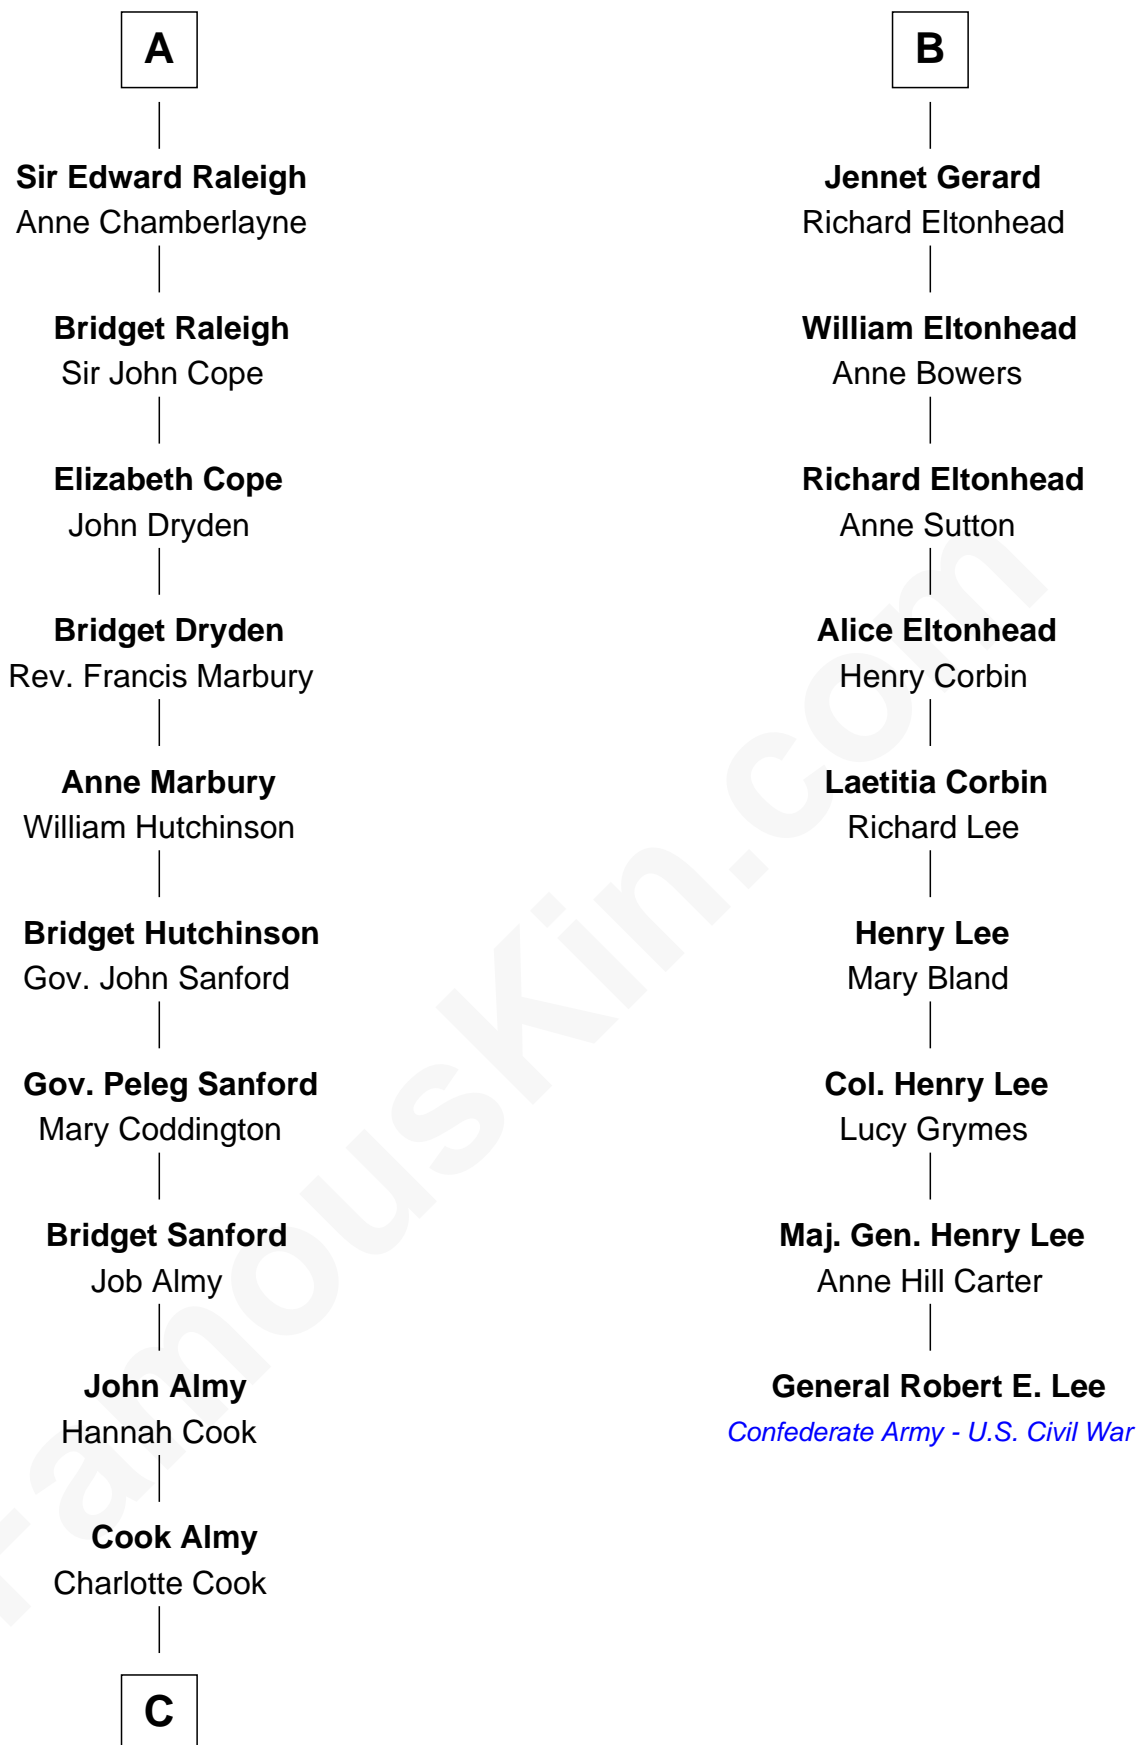 A
Sir Edward Raleigh
Anne Chamberlayne
Bridget Raleigh
Sir John Cope
Elizabeth Cope
John Dryden
Bridget Dryden
Rev. Francis Marbury
Anne Marbury
William Hutchinson
Bridget Hutchinson
Gov. John Sanford
Gov. Peleg Sanford
Mary Coddington
Bridget Sanford
Job Almy
John Almy
Hannah Cook
Cook Almy
Charlotte Cook
C
B
Jennet Gerard
Richard Eltonhead
William Eltonhead
Anne Bowers
Richard Eltonhead
Anne Sutton
Alice Eltonhead
Henry Corbin
Laetitia Corbin
Richard Lee
Henry Lee
Mary Bland
Col. Henry Lee
Lucy Grymes
Maj. Gen. Henry Lee
Anne Hill Carter
General Robert E. Lee
Confederate Army - U.S. Civil War
FamousKin.com